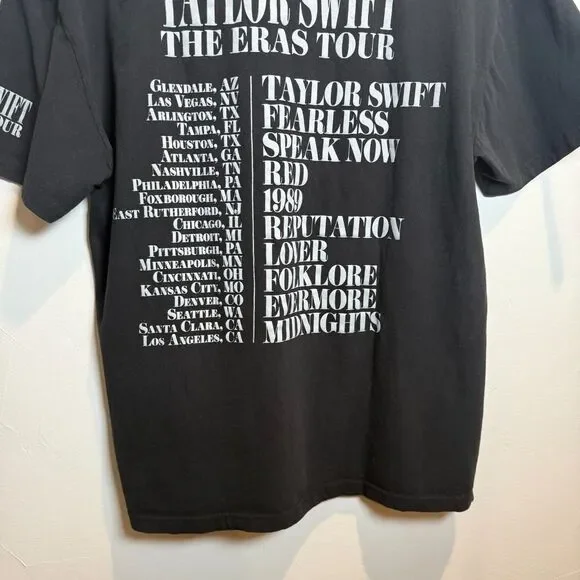 TAYLOR SWIFT
THE ERAS TOUR
GLENDALE, AZ
LAS VEGAS, NV
ARLINGTON, TX
TAMPA, FL
HOUSTON, TX
ATLANTA, GA
NASHVILLE, TN
PHILADELPHIA, PA
FOXBOROUGH, MA
EAST RUTHERFORD, NJ
CHICAGO, IL
DETROIT, MI
PITTSBURGH, PA
MINNEAPOLIS, MN
CINCINNATI, OH
KANSAS CITY, MO
DENVER, CO
SEATTLE, WA
SANTA CLARA, CA
LOS ANGELES, CA
TAYLOR SWIFT
FEARLESS
SPEAK NOW
RED
1989
REPUTATION
LOVER
FOLKLORE
EVERMORE
MIDNIGHTS